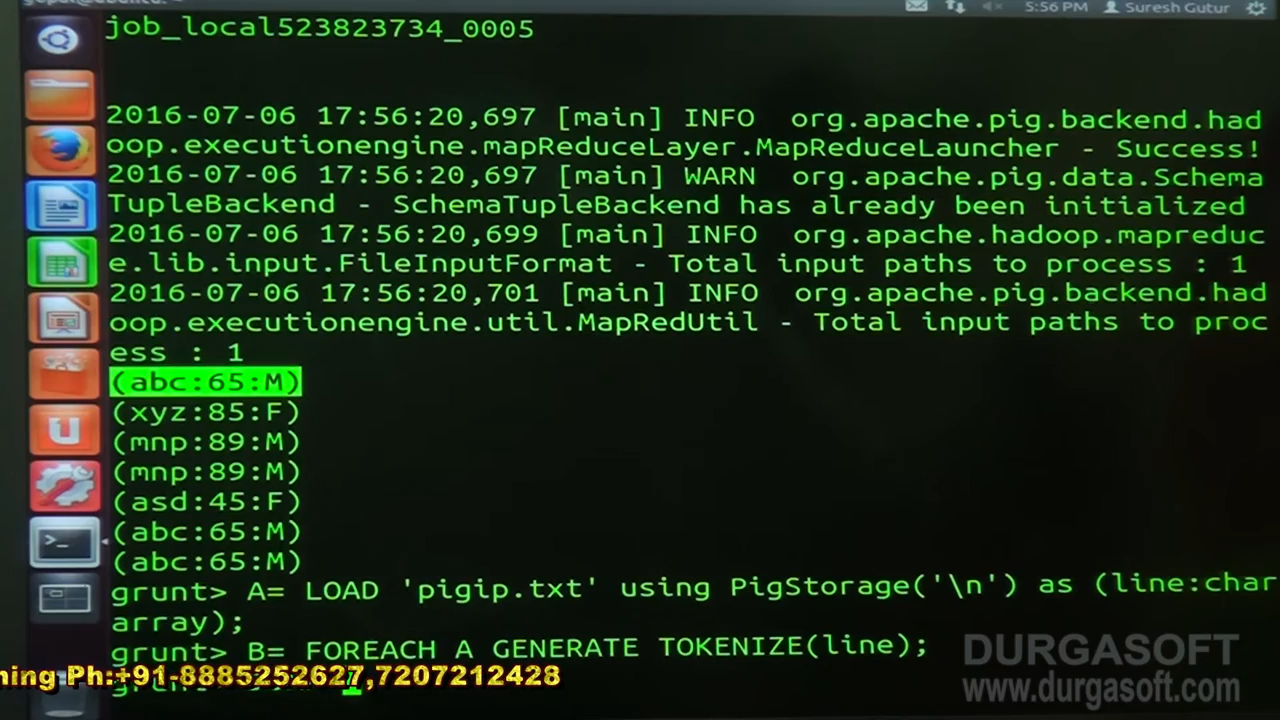 5:56 PM Suresh Gutur
job_local523823734_0005
2016-07-06 17:56:20,697 [main] INFO org.apache.pig.backend.had
oop.executionengine.mapReduceLayer.MapReduceLauncher - Success!
2016-07-06 17:56:20,697 [main] WARN org.apache.pig.data.Schema
TupleBackend - SchemaTupleBackend has already been initialized
2016-07-06 17:56:20,699 [main] INFO org.apache.hadoop.mapreduc
e.lib.input.FileInputFormat - Total input paths to process : 1
2016-07-06 17:56:20,701 [main] INFO org.apache.pig.backend.had
oop.executionengine.util.MapRedUtil - Total input paths to proc
ess : 1
(abc:65:M)
(xyz:85:F)
(mnp:89:M)
(mnp:89:M)
(asd:45:F)
(abc:65:M)
(abc:65:M)
grunt> A= LOAD 'pigip.txt' using PigStorage('\n') as (line:char
array);
grunt> B= FOREACH A GENERATE TOKENIZE(line);
ning Ph:+91-8885252627,7207212428
DURGASOFT
www.durgasoft.com